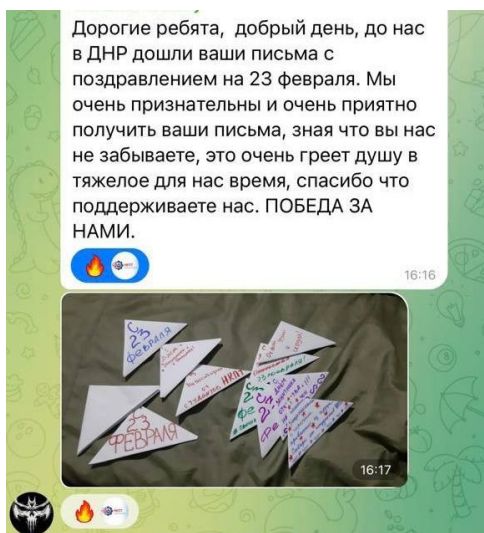 Дорогие ребята, добрый день, до нас
в ДНР дошли ваши письма с
поздравлением на 23 февраля. Мы
очень признательны и очень приятно
получить ваши письма, зная что вы нас
не забываете, это очень греет душу в
тяжелое для нас время, спасибо что
поддерживаете нас. ПОБЕДА ЗА
НАМИ.
16:16
С
23
ФЕВРАЛЯ
С
23
ФЕВРАЛЯ
16:17